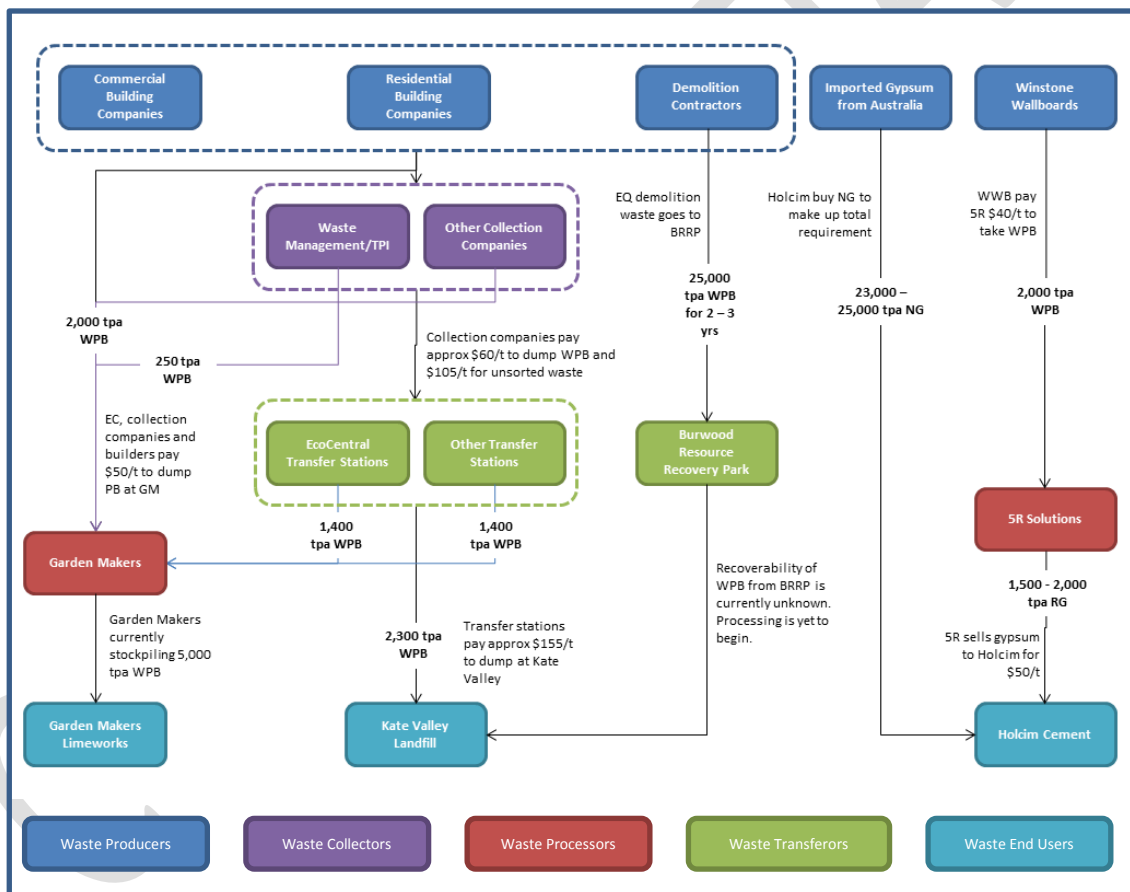 Commercial
Building
Companies
Residential
Building
Companies
Demolition
Contractors
Imported Gypsum
from Australia
Winstone
Wallboards
EQ demolition
waste goes to
BRRP
Holcim buy NG to
make up total
requirement
WWB pay
5R $40/t to
take WPB
Waste
Management/TPI
Other Collection
Companies
25,000
tpa WPB
for 2 – 3
yrs
23,000 –
25,000 tpa NG
2,000 tpa
WPB
2,000 tpa
WPB
250 tpa
WPB
Collection companies pay
approx $60/t to dump WPB and
$105/t for unsorted waste
EC, collection
companies and
builders pay
$50/t to dump
PB at GM
EcoCentral
Transfer Stations
Other Transfer
Stations
Burwood
Resource
Recovery Park
1,400
tpa WPB
1,400
tpa WPB
5R Solutions
Garden Makers
Recoverability of
WPB from BRRP is
currently unknown.
Processing is yet to
begin.
1,500 - 2,000
tpa RG
Garden Makers
currently
stockpiling 5,000
tpa WPB
2,300 tpa
WPB
Transfer stations
pay approx $155/t
to dump at Kate
Valley
5R sells gypsum
to Holcim for
$50/t
Garden Makers
Limeworks
Kate Valley
Landfill
Holcim Cement
Waste Producers
Waste Collectors
Waste Processors
Waste Transferors
Waste End Users